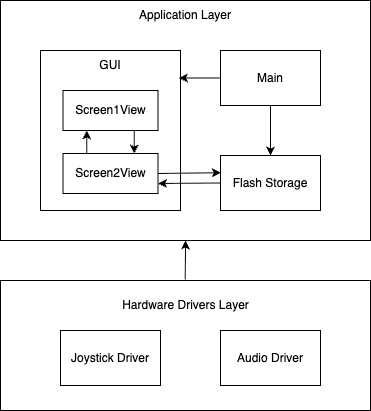 Application Layer
GUI
Main
Screen1View
Screen2View
Flash Storage
Hardware Drivers Layer
Joystick Driver
Audio Driver